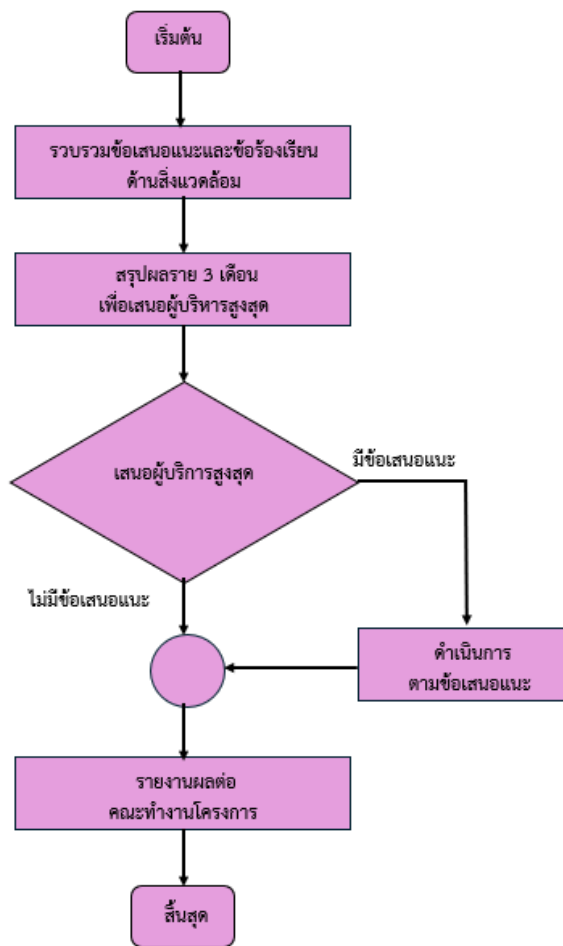 เริ่มต้น
รวบรวมข้อเสนอแนะและข้อร้องเรียน
ด้านสิ่งแวดล้อม
สรุปผลราย 3 เดือน
เพื่อเสนอผู้บริหารสูงสุด
เสนอผู้บริการสูงสุด
มีข้อเสนอแนะ
ไม่มีข้อเสนอแนะ
ดำเนินการ
ตามข้อเสนอแนะ
รายงานผลต่อ
คณะทำงานโครงการ
สิ้นสุด